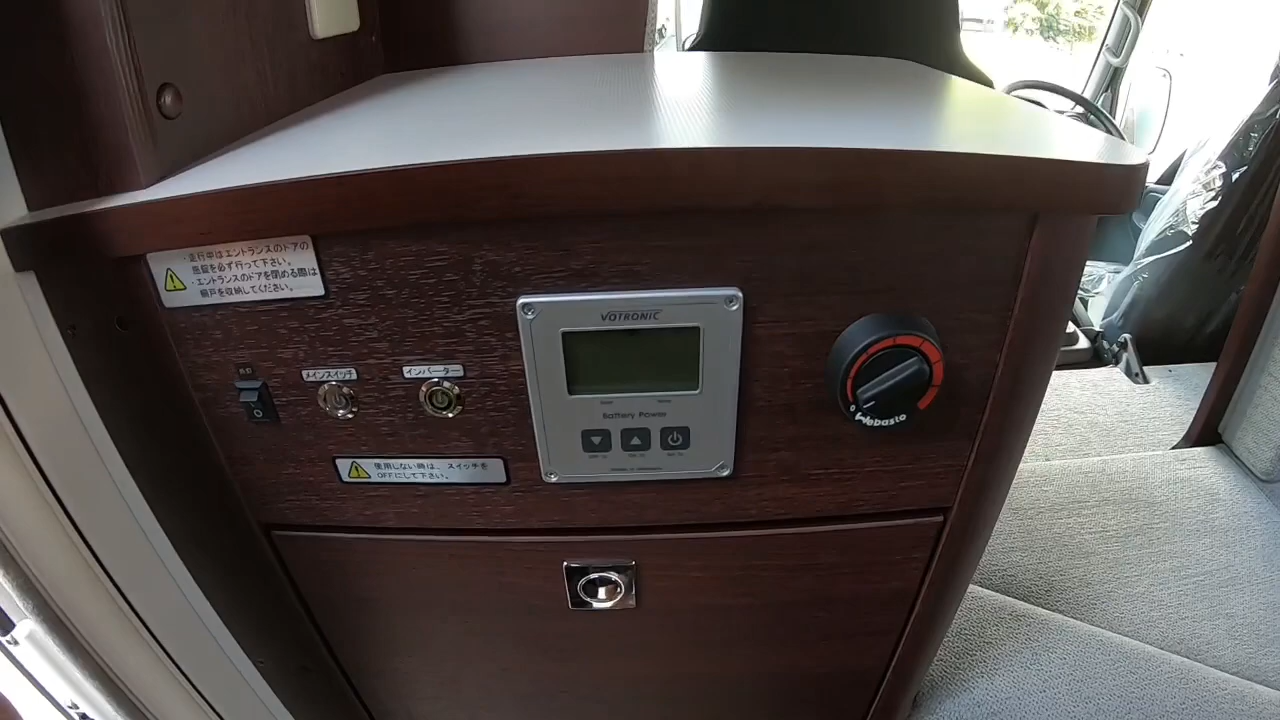 ・走行中はエントランスのドアの
施錠を必ず行って下さい。
・エントランスのドアを閉める際は
網戸を収納してください。
メインスイッチ
インバーター
使用しない時は、スイッチを
OFFにして下さい。
VOTRONIC
Battery Power
0
Webasto